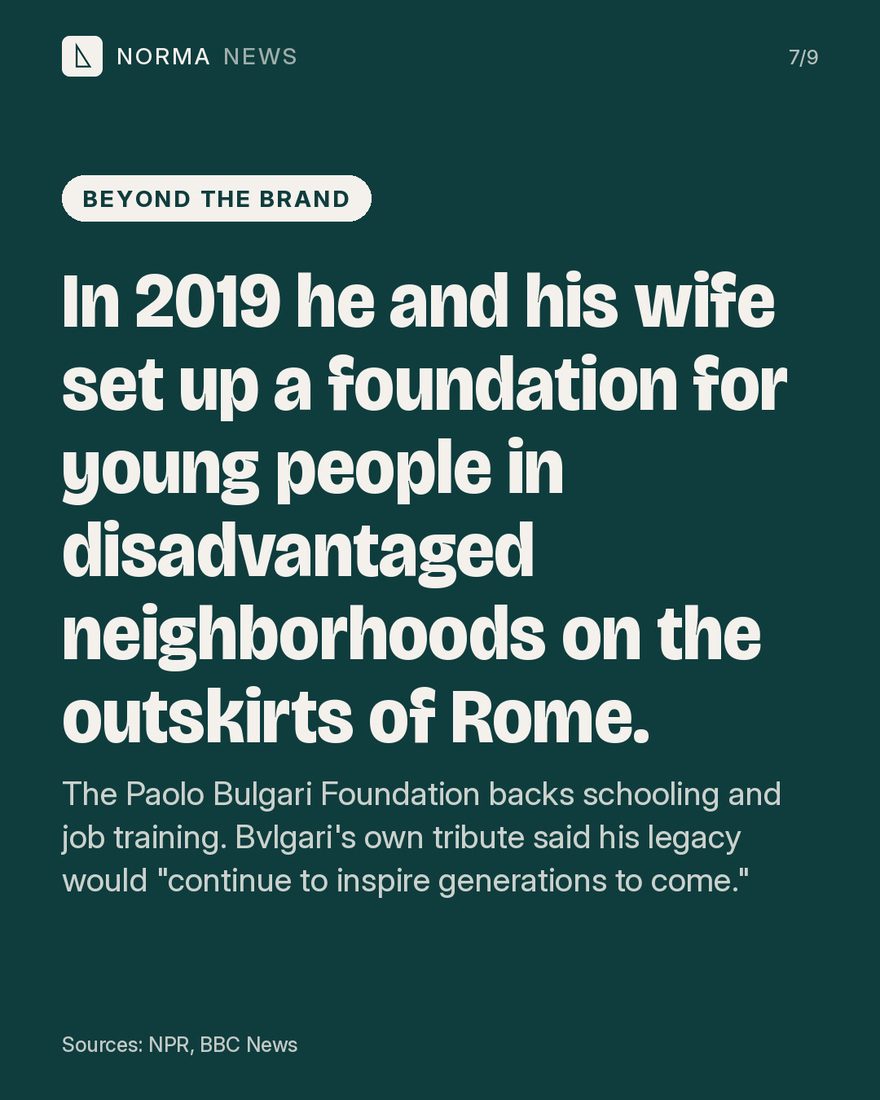 NORMA NEWS
7/9
BEYOND THE BRAND
In 2019 he and his wife
set up a foundation for
young people in
disadvantaged
neighborhoods on the
outskirts of Rome.
The Paolo Bulgari Foundation backs schooling and
job training. Bvlgari's own tribute said his legacy
would "continue to inspire generations to come."
Sources: NPR, BBC News